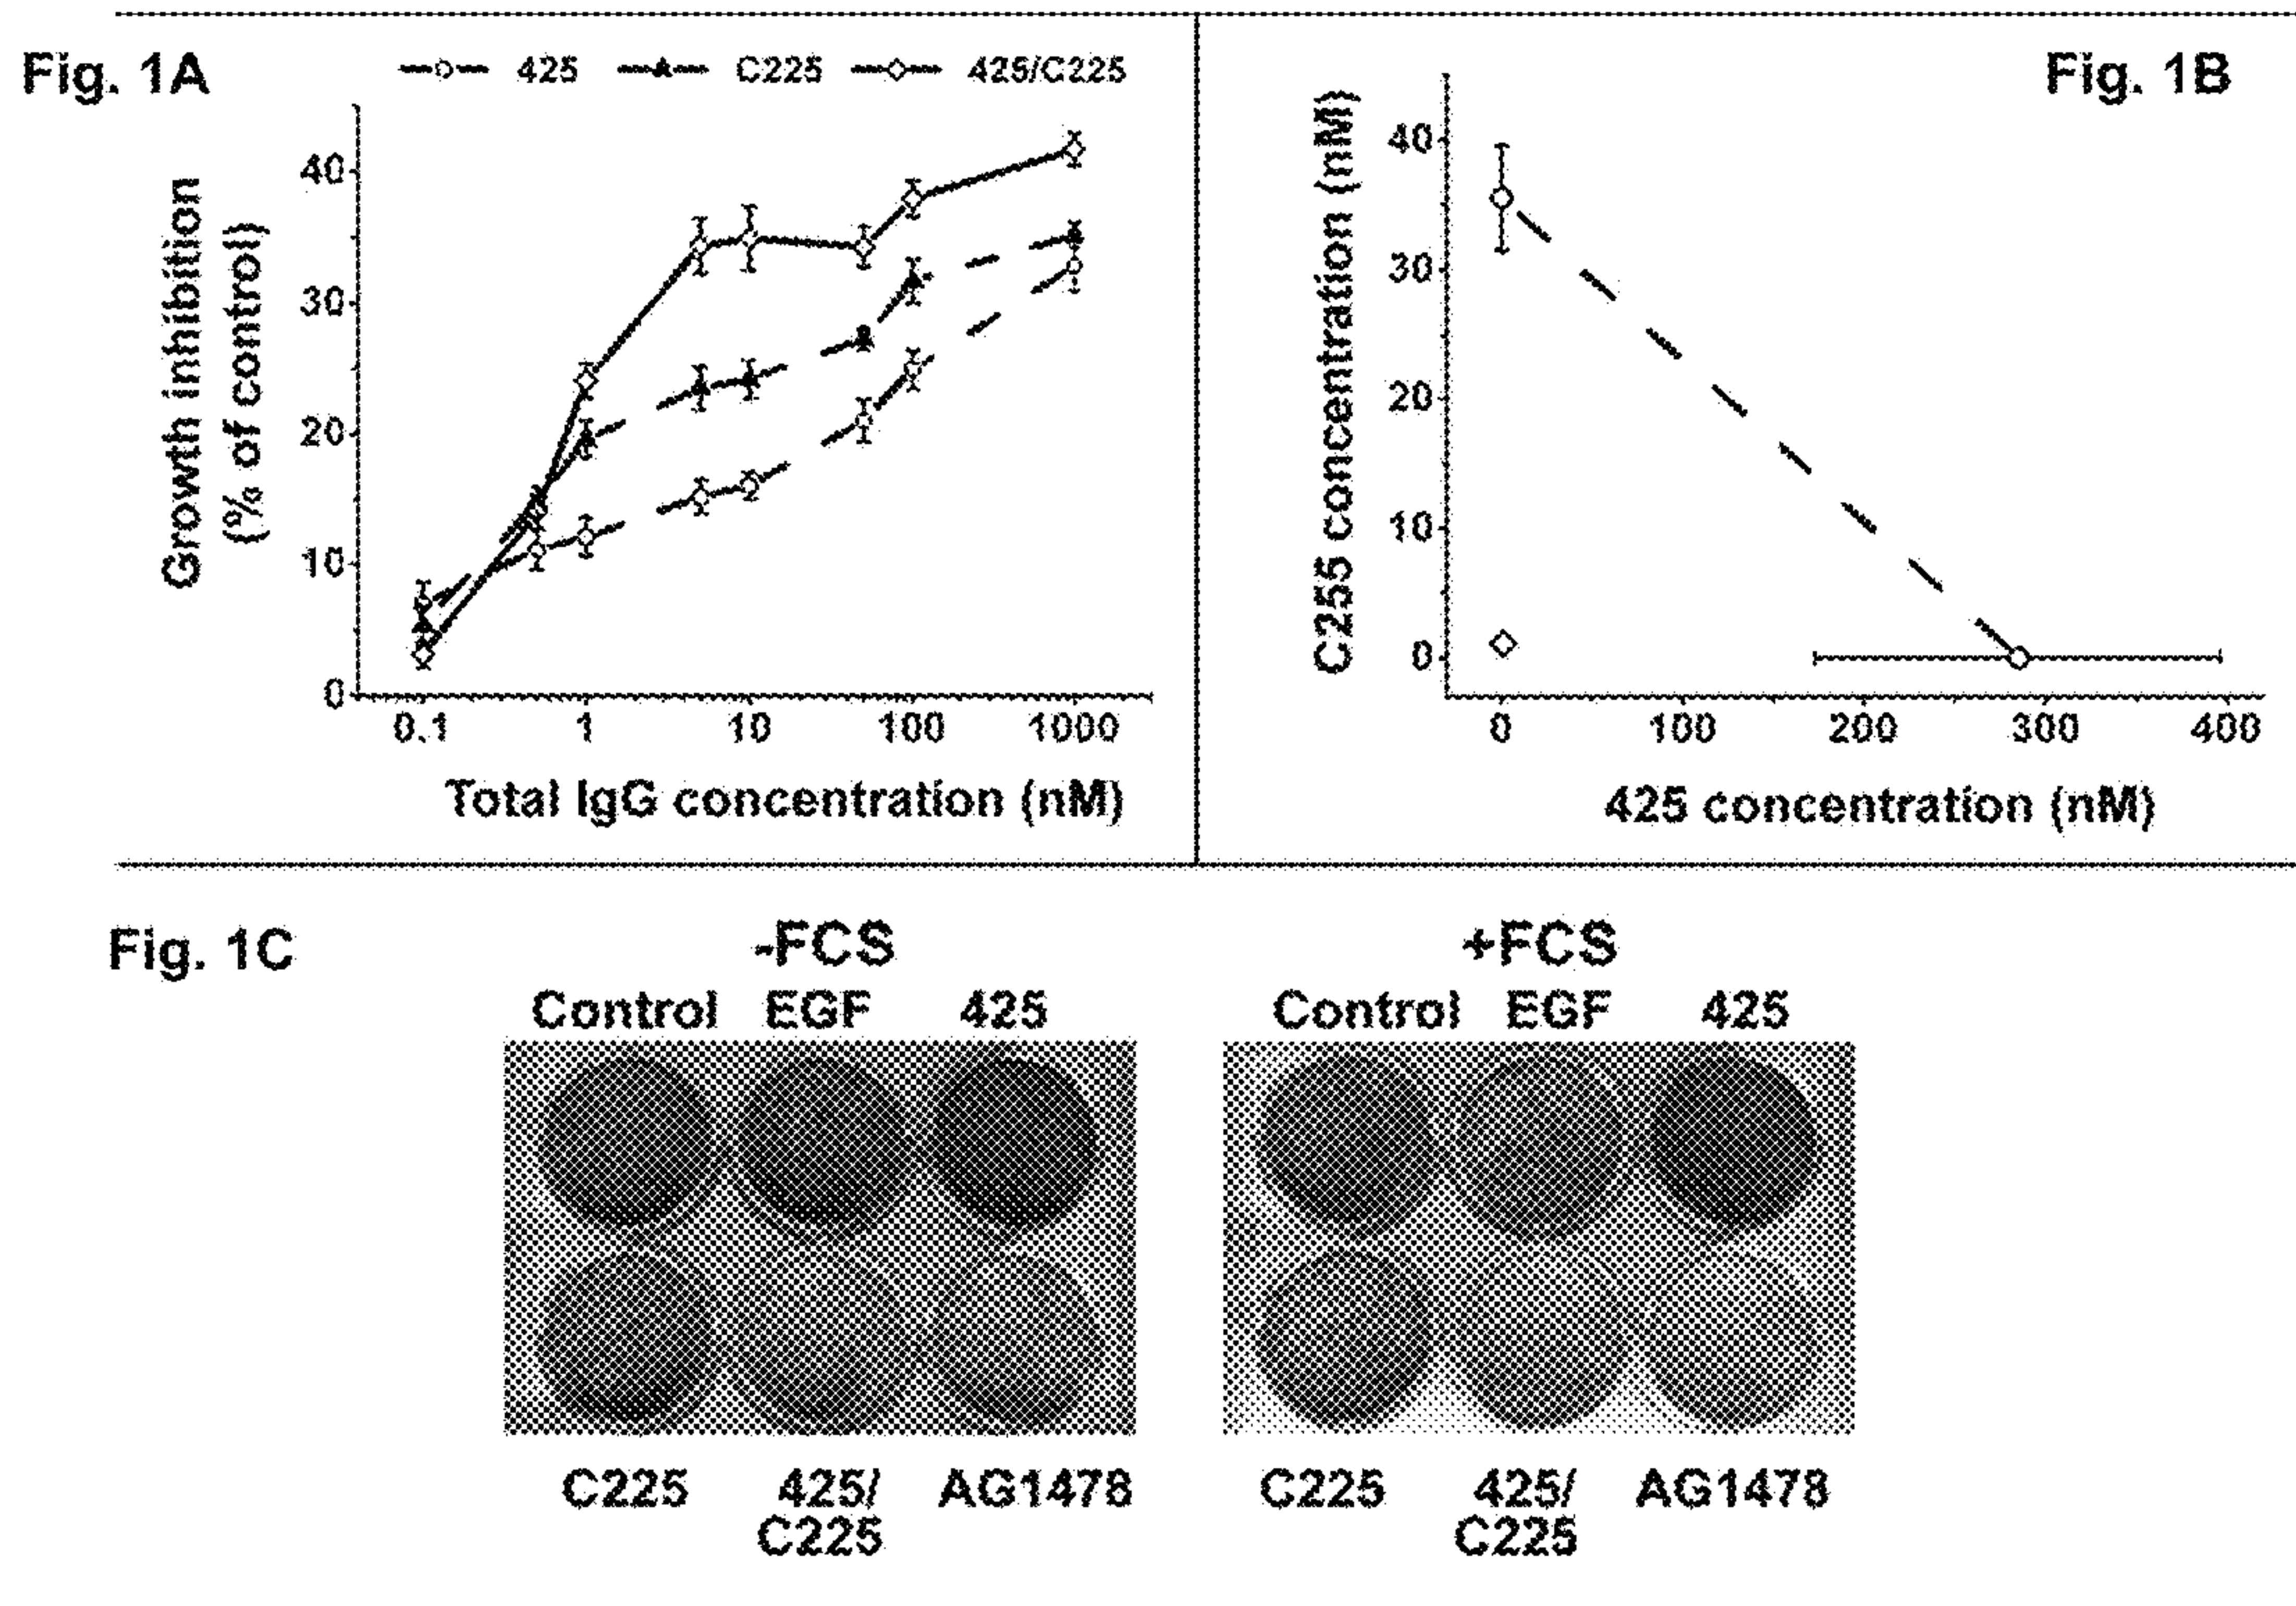 Fig. 1A
425 C225 425/C225
Growth inhibition
(% of control)
40
30
20
10
0
0.1 1 10 100 1000
Total IgG concentration (nM)
Fig. 1B
C255 concentration (nM)
40
30
20
10
0
0 100 200 300 400
425 concentration (nM)
Fig. 1C
-FCS
Control EGF 425
C225 425/ AG1478
C225
+FCS
Control EGF 425
C225 425/ AG1478
C225